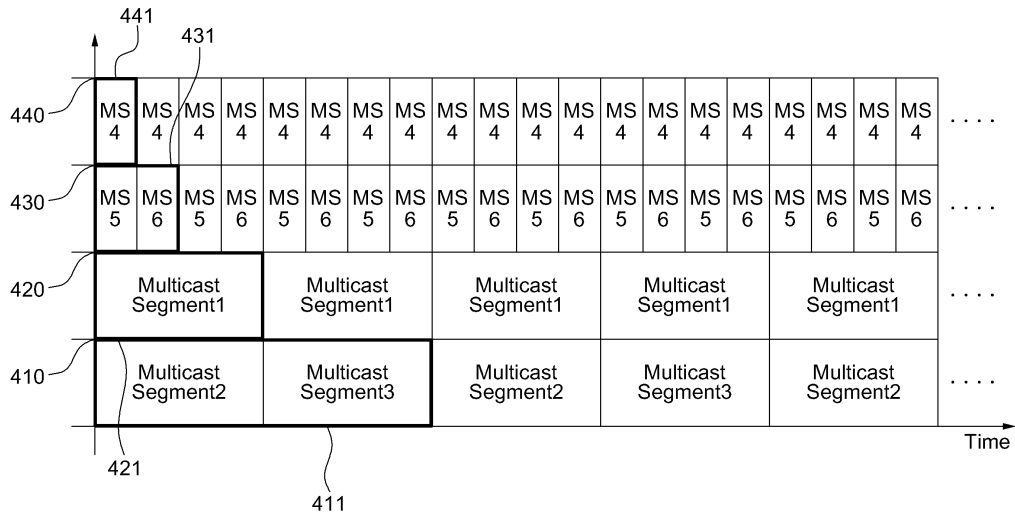 441
431
440
MS MS MS MS MS MS MS MS MS MS MS MS MS MS MS MS MS MS MS MS
4 4 4 4 4 4 4 4 4 4 4 4 4 4 4 4 4 4 4 4 . . . .
430
MS MS MS MS MS MS MS MS MS MS MS MS MS MS MS MS MS MS MS MS
5 6 5 6 5 6 5 6 5 6 5 6 5 6 5 6 5 6 5 6 . . . .
420
Multicast Multicast Multicast Multicast Multicast
Segment1 Segment1 Segment1 Segment1 Segment1 . . . .
410
Multicast Multicast Multicast Multicast Multicast
Segment2 Segment3 Segment2 Segment3 Segment2 . . . .
Time
421
411